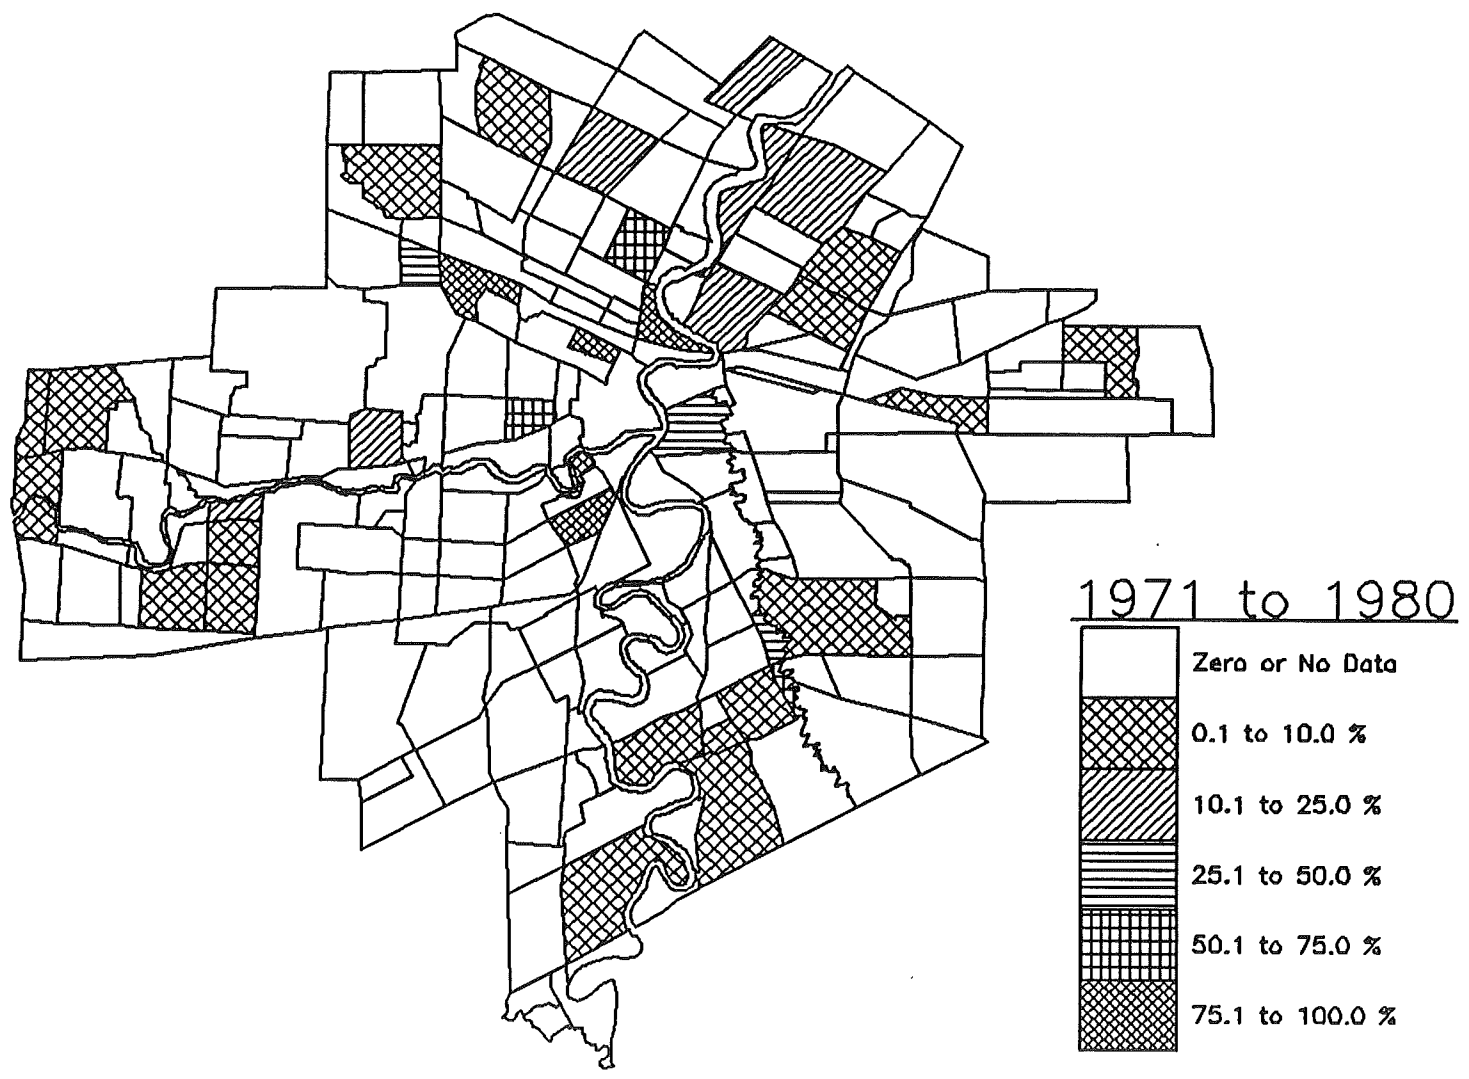 1971 to 1980
Zero or No Data
0.1 to 10.0 %
10.1 to 25.0 %
25.1 to 50.0 %
50.1 to 75.0 %
75.1 to 100.0 %